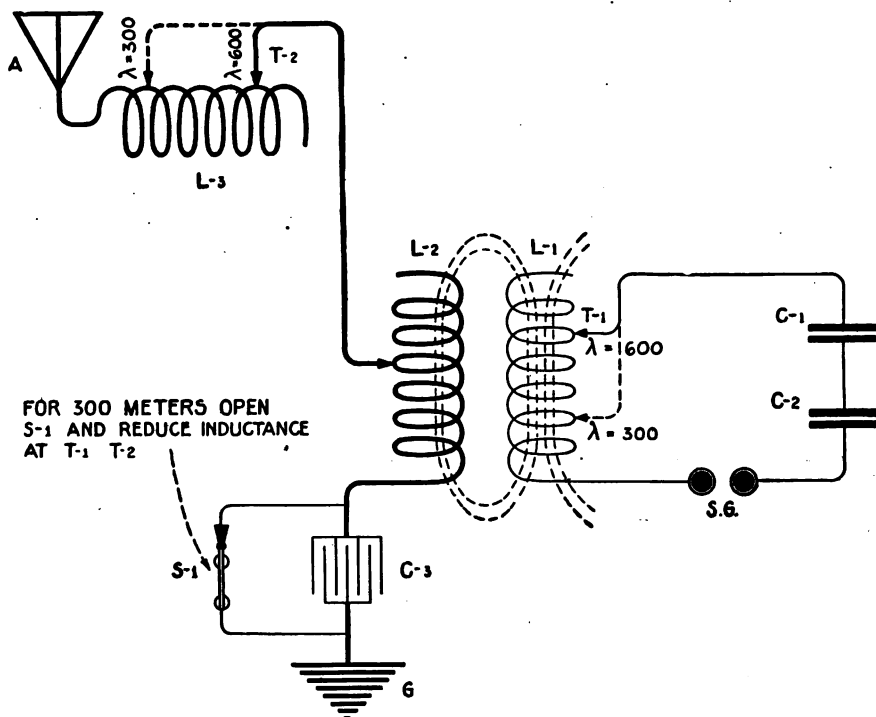 A
λ=300
λ=600
T-2
L-3
L-2
L-1
T-1
λ=600
λ=300
C-1
C-2
S.G.
FOR 300 METERS OPEN
S-1 AND REDUCE INDUCTANCE
AT T-1 T-2
S-1
C-3
G